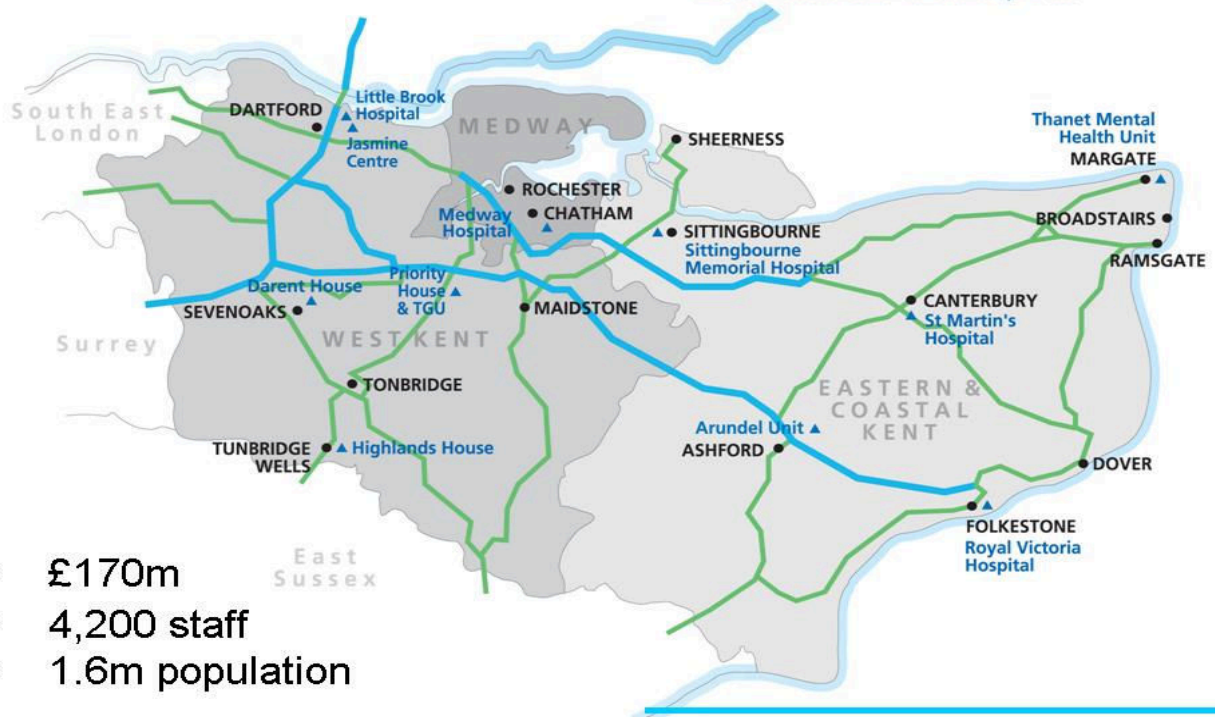 South East
London
DARTFORD
Little Brook
Hospital
Jasmine
Centre
MEDWAY
SHEERNESS
Thanet Mental
Health Unit
MARGATE
ROCHESTER
CHATHAM
Medway
Hospital
SITTINGBOURNE
Sittingbourne
Memorial Hospital
BROADSTAIRS
RAMSGATE
Darent House
SEVENOAKS
Priority
House
& TGU
MAIDSTONE
CANTERBURY
St Martin's
Hospital
Surrey
WEST KENT
TONBRIDGE
EASTERN &
COASTAL
KENT
Arundel Unit
ASHFORD
TUNBRIDGE
WELLS
Highlands House
DOVER
FOLKESTONE
Royal Victoria
Hospital
East
Sussex
£170m
4,200 staff
1.6m population